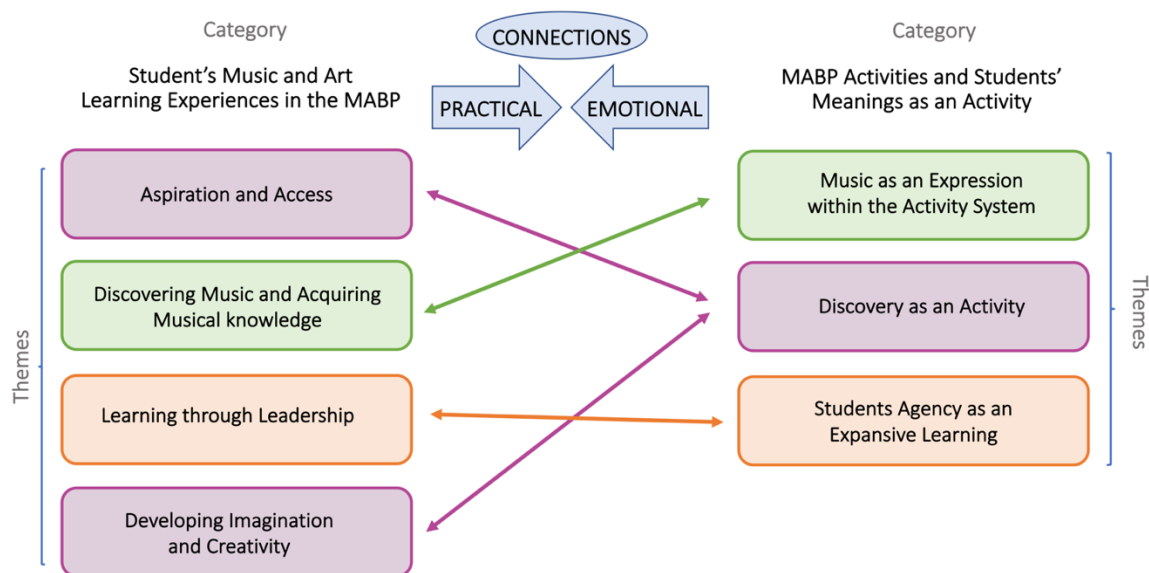 Category
Student's Music and Art
Learning Experiences in the MABP
Themes
Aspiration and Access
Discovering Music and Acquiring
Musical knowledge
Learning through Leadership
Developing Imagination
and Creativity
CONNECTIONS
PRACTICAL
EMOTIONAL
Category
MABP Activities and Students'
Meanings as an Activity
Music as an Expression
within the Activity System
Discovery as an Activity
Students Agency as an
Expansive Learning
Themes